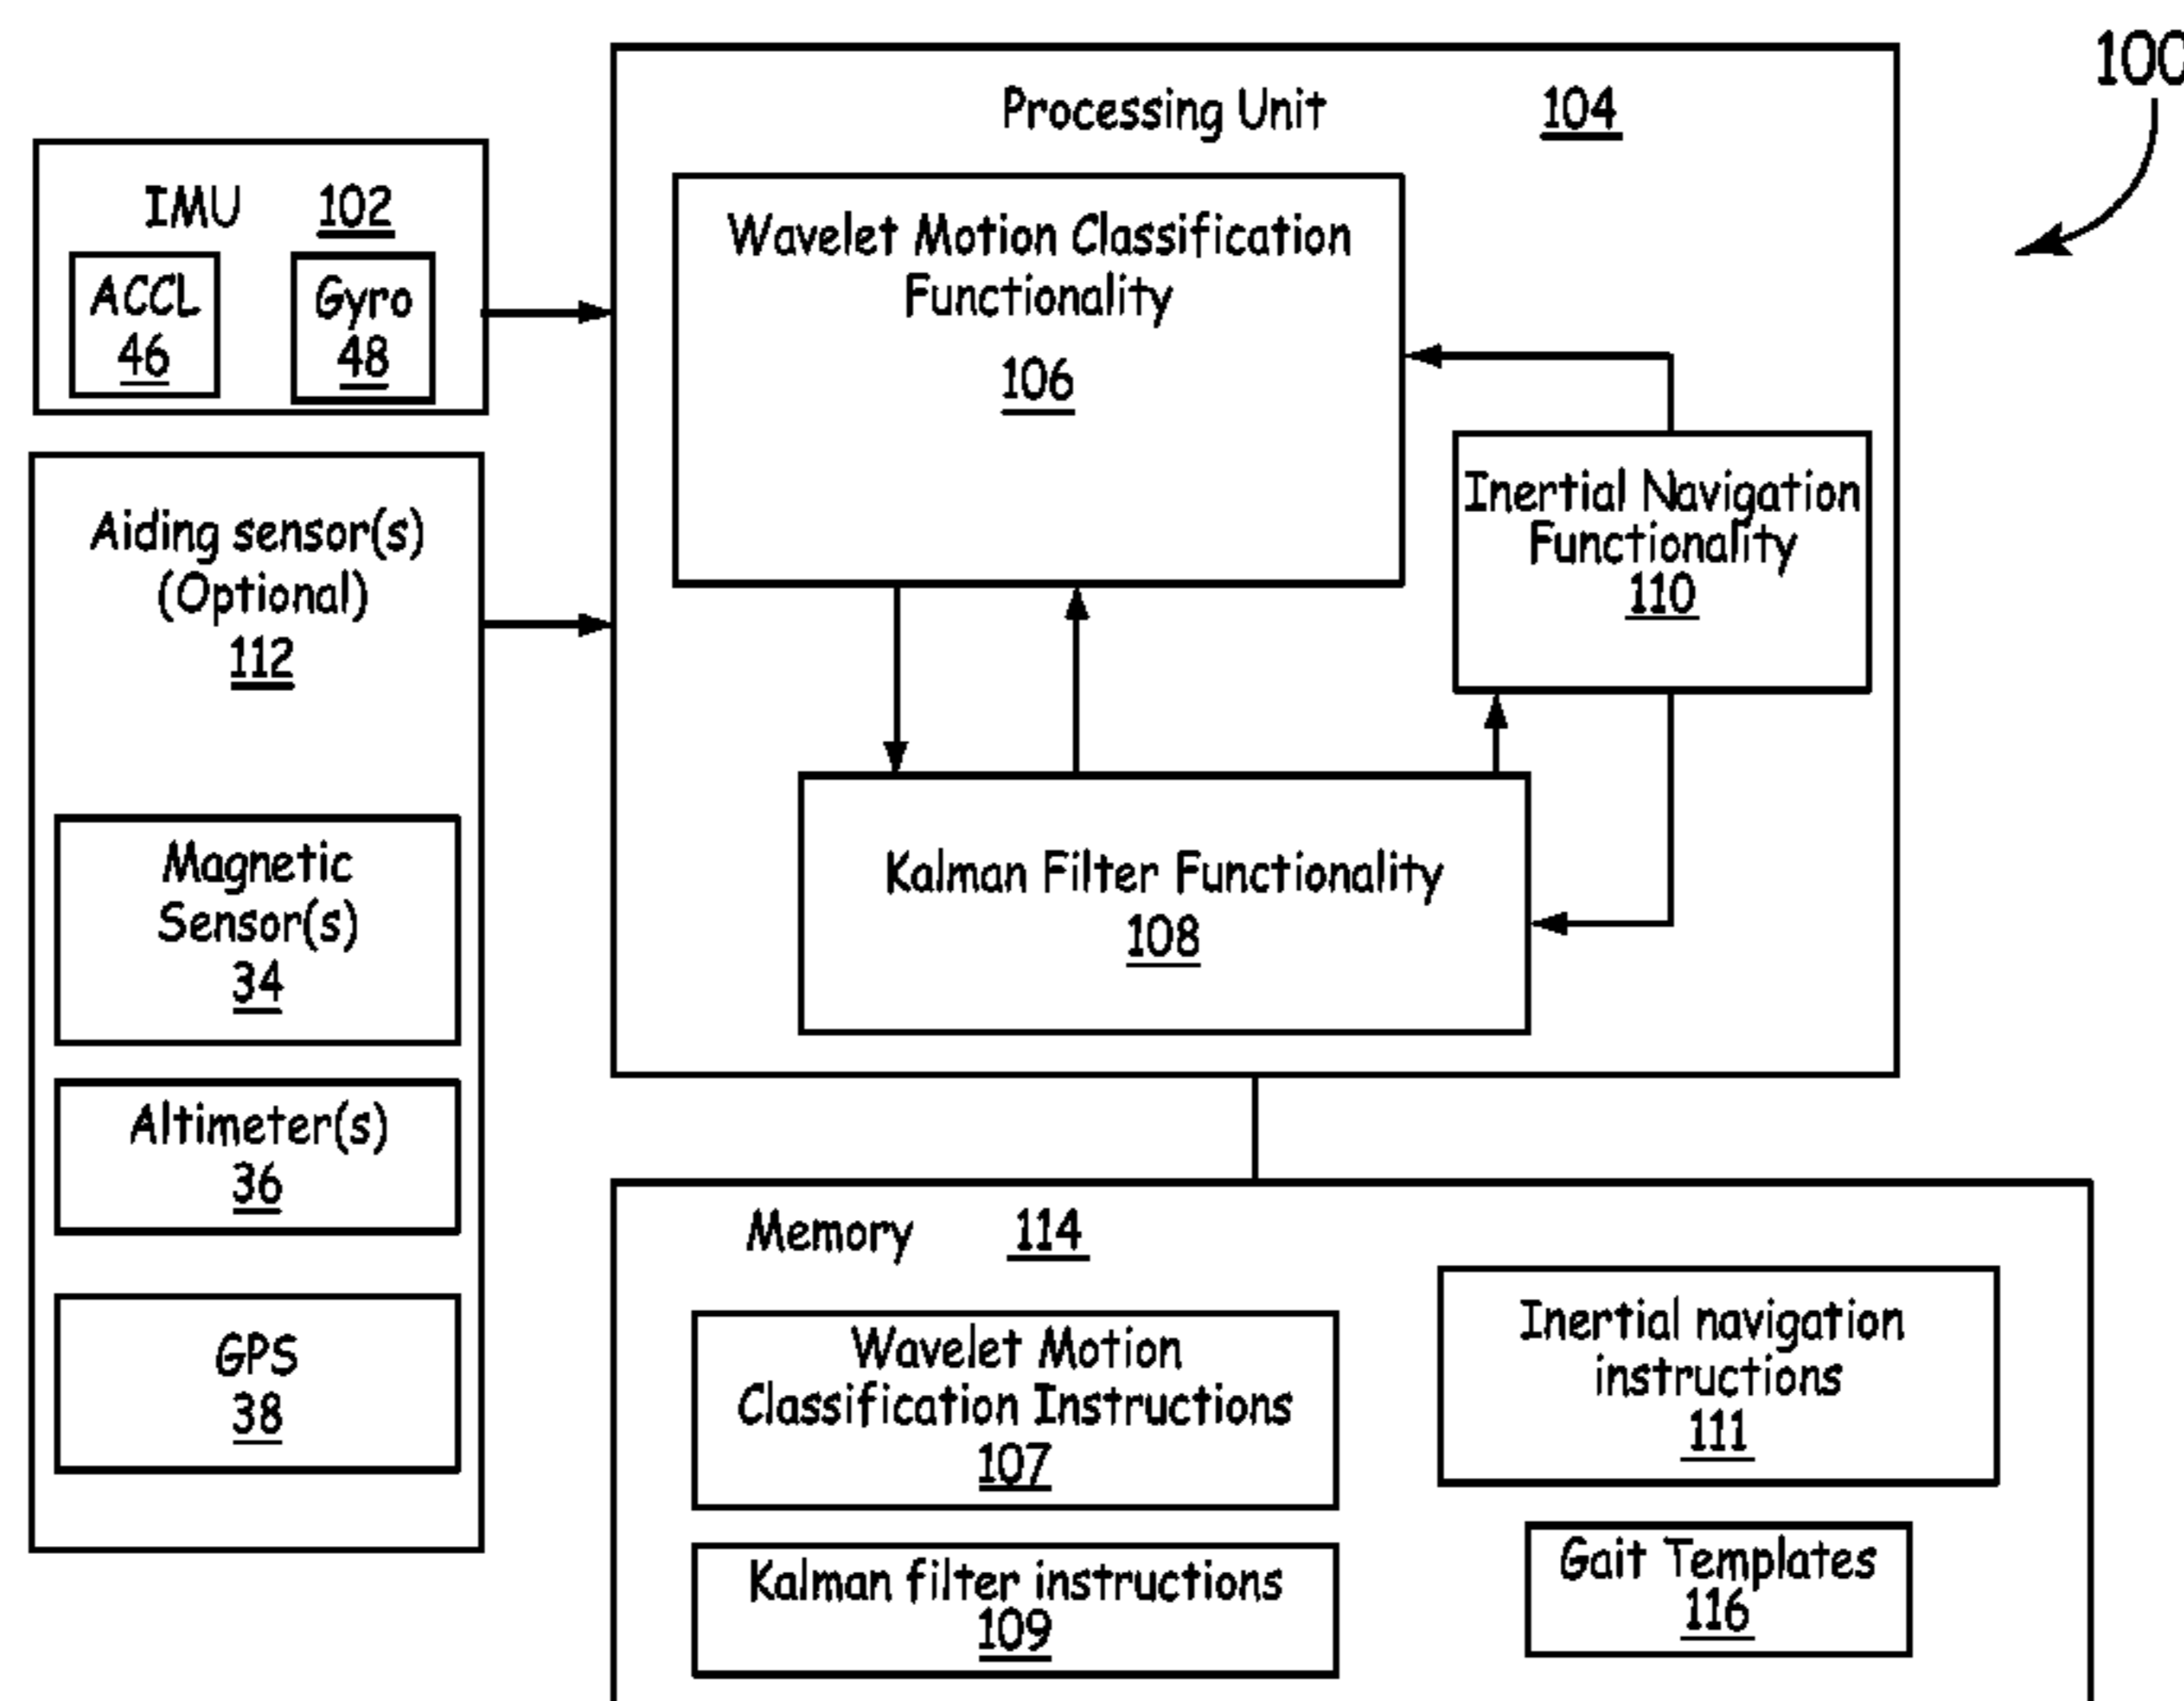 100
Processing Unit 104
IMU 102
ACCL
46
Gyro
48
Wavelet Motion Classification
Functionality
106
Inertial Navigation
Functionality
110
Aiding sensor(s)
(Optional)
112
Magnetic
Sensor(s)
34
Altimeter(s)
36
GPS
38
Kalman Filter Functionality
108
Memory 114
Wavelet Motion
Classification Instructions
107
Kalman filter instructions
109
Inertial navigation
instructions
111
Gait Templates
116